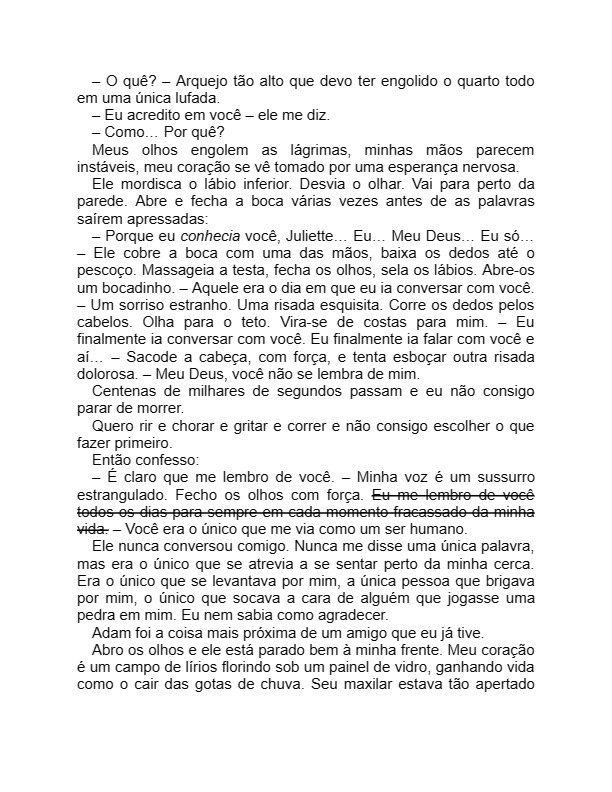 – O quê? – Arquejo tão alto que devo ter engolido o quarto todo
em uma única lufada.
– Eu acredito em você – ele me diz.
– Como… Por quê?
Meus olhos engolem as lágrimas, minhas mãos parecem
instáveis, meu coração se vê tomado por uma esperança nervosa.
Ele mordisca o lábio inferior. Desvia o olhar. Vai para perto da
parede. Abre e fecha a boca várias vezes antes de as palavras
saírem apressadas:
– Porque eu conhecia você, Juliette… Eu… Meu Deus… Eu só…
– Ele cobre a boca com uma das mãos, baixa os dedos até o
pescoço. Massageia a testa, fecha os olhos, sela os lábios. Abre-os
um bocadinho. – Aquele era o dia em que eu ia conversar com você.
– Um sorriso estranho. Uma risada esquisita. Corre os dedos pelos
cabelos. Olha para o teto. Vira-se de costas para mim. – Eu
finalmente ia conversar com você. Eu finalmente ia falar com você e
aí… – Sacode a cabeça, com força, e tenta esboçar outra risada
dolorosa. – Meu Deus, você não se lembra de mim.
Centenas de milhares de segundos passam e eu não consigo
parar de morrer.
Quero rir e chorar e gritar e correr e não consigo escolher o que
fazer primeiro.
Então confesso:
– É claro que me lembro de você. – Minha voz é um sussurro
estrangulado. Fecho os olhos com força. Eu me lembro de você
todos os dias para sempre em cada momento fracassado da minha
vida. – Você era o único que me via como um ser humano.
Ele nunca conversou comigo. Nunca me disse uma única palavra,
mas era o único que se atrevia a se sentar perto da minha cerca.
Era o único que se levantava por mim, a única pessoa que brigava
por mim, o único que socava a cara de alguém que jogasse uma
pedra em mim. Eu nem sabia como agradecer.
Adam foi a coisa mais próxima de um amigo que eu já tive.
Abro os olhos e ele está parado bem à minha frente. Meu coração
é um campo de lírios florindo sob um painel de vidro, ganhando vida
como o cair das gotas de chuva. Seu maxilar estava tão apertado